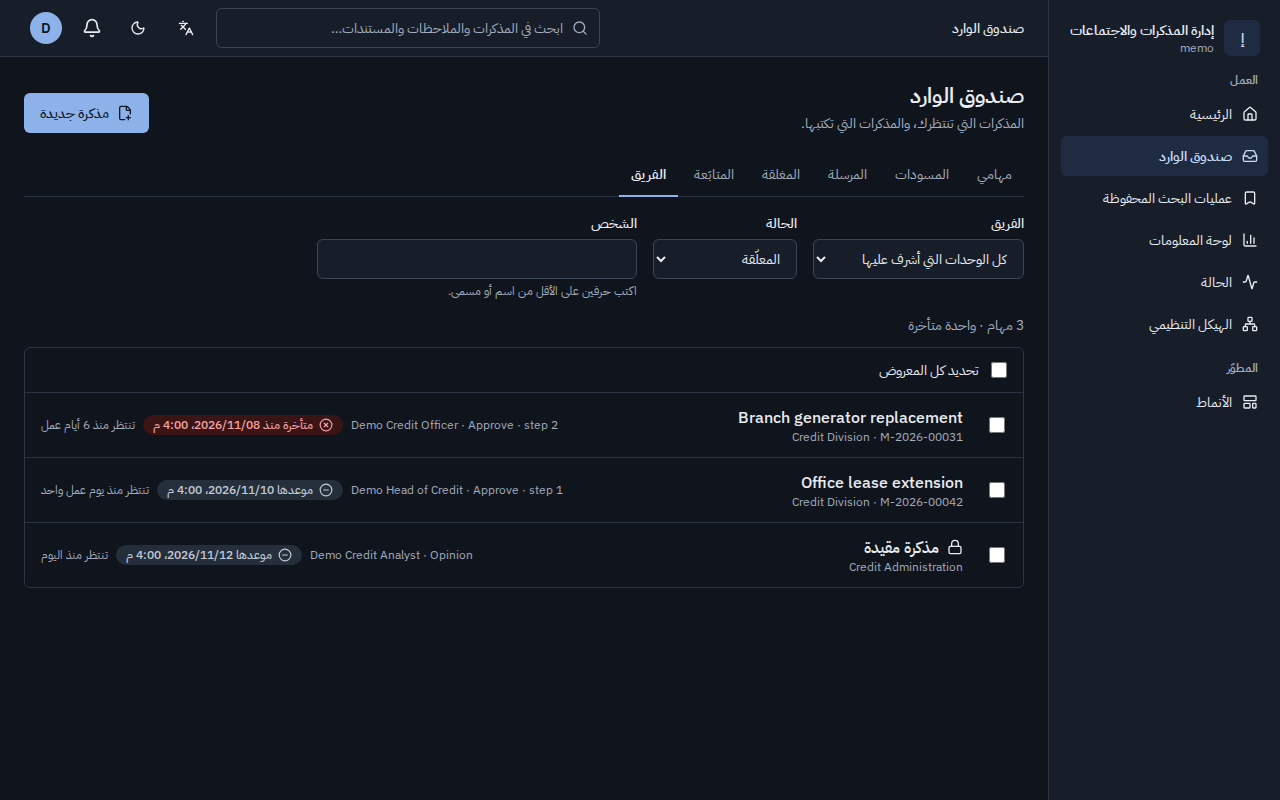 إدارة المذكرات والاجتماعات
memo
إ
العمل
الرئيسية
صندوق الوارد
عمليات البحث المحفوظة
لوحة المعلومات
الحالة
الهيكل التنظيمي
المطوّر
الأنماط
صندوق الوارد
ابحث في المذكرات والملاحظات والمستندات...
D
صندوق الوارد
المذكرات التي تنتظرك، والمذكرات التي تكتبها.
مذكرة جديدة
مهامي
المسودات
المرسلة
المغلقة
المتابَعة
الفريق
الفريق
كل الوحدات التي أشرف عليها
الحالة
المعلّقة
الشخص
اكتب حرفين على الأقل من اسم أو مسمى.
3 مهام · واحدة متأخرة
تحديد كل المعروض
Branch generator replacement
Credit Division · M-2026-00031
Demo Credit Officer · Approve · step 2
متأخرة منذ 2026/11/08، 4:00 م
تنتظر منذ 6 أيام عمل
Office lease extension
Credit Division · M-2026-00042
Demo Head of Credit · Approve · step 1
موعدها 2026/11/10، 4:00 م
تنتظر منذ يوم عمل واحد
مذكرة مقيدة
Credit Administration
Demo Credit Analyst · Opinion
موعدها 2026/11/12، 4:00 م
تنتظر منذ اليوم